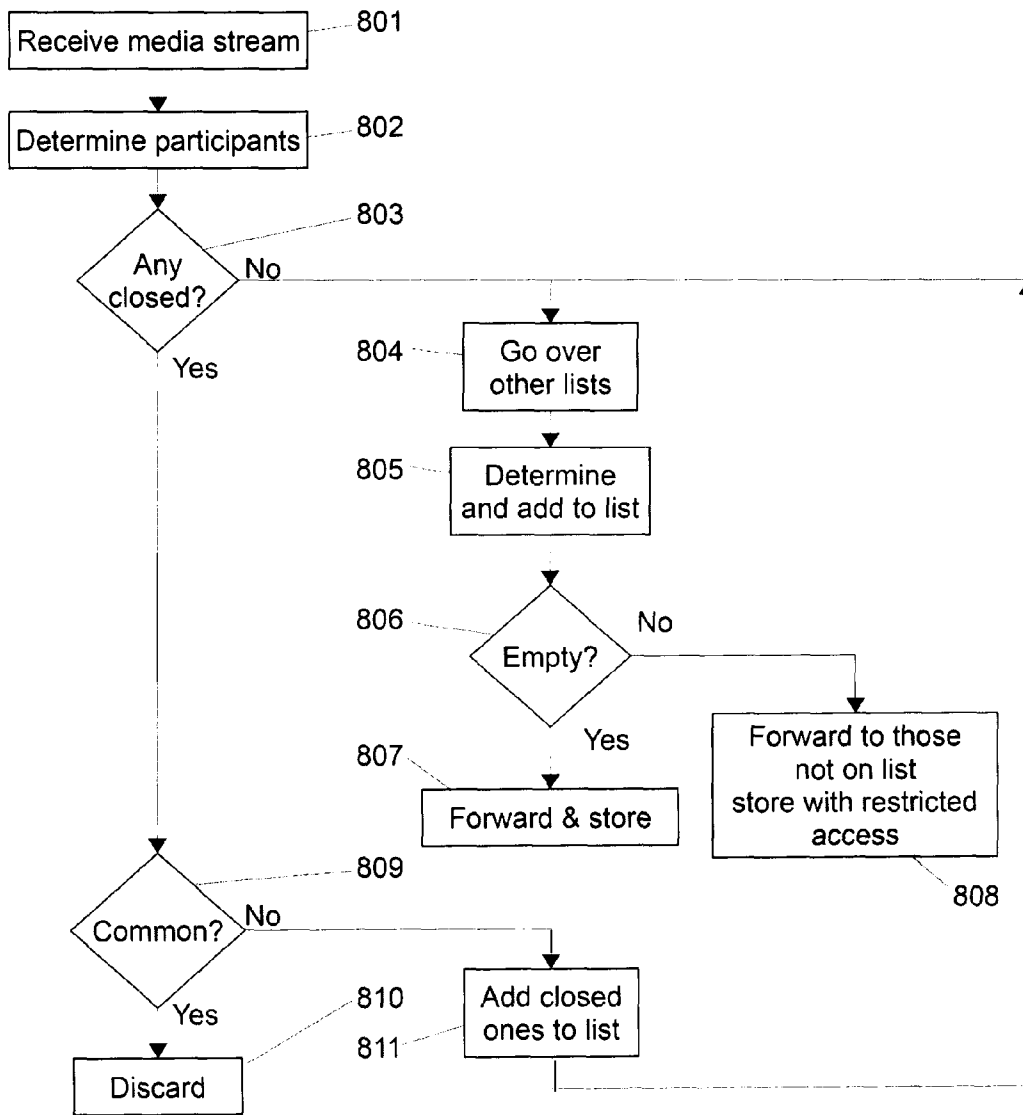 Receive media stream
801
Determine participants
802
803
Any
closed?
No
Yes
804
Go over
other lists
805
Determine
and add to list
806
Empty?
No
Yes
807
Forward & store
Forward to those
not on list
store with restricted
access
808
809
Common?
No
Yes
810
Discard
811
Add closed
ones to list